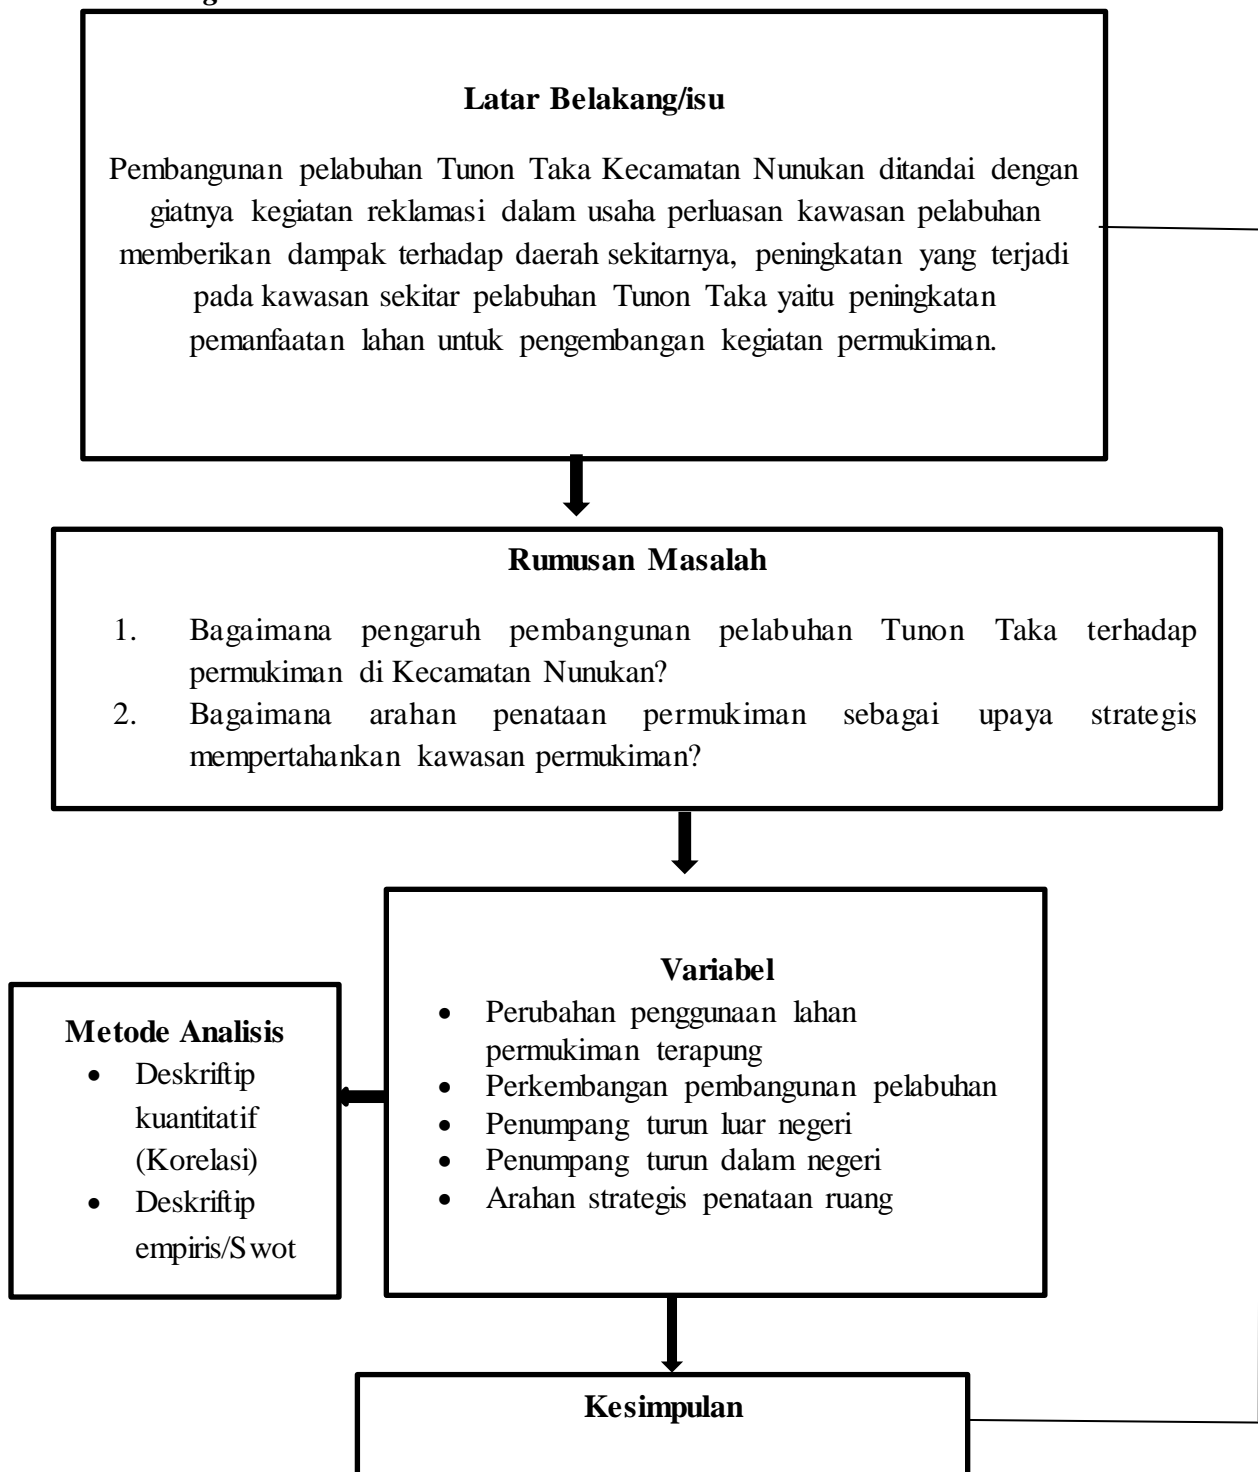 Latar Belakang/isu
Pembangunan pelabuhan Tunon Taka Kecamatan Nunukan ditandai dengan
giatnya kegiatan reklamasi dalam usaha perluasan kawasan pelabuhan
memberikan dampak terhadap daerah sekitarnya, peningkatan yang terjadi
pada kawasan sekitar pelabuhan Tunon Taka yaitu peningkatan
pemanfaatan lahan untuk pengembangan kegiatan permukiman.
Rumusan Masalah
1. Bagaimana pengaruh pembangunan pelabuhan Tunon Taka terhadap
permukiman di Kecamatan Nunukan?
2. Bagaimana arahan penataan permukiman sebagai upaya strategis
mempertahankan kawasan permukiman?
Variabel
• Perubahan penggunaan lahan
permukiman terapung
• Perkembangan pembangunan pelabuhan
• Penumpang turun luar negeri
• Penumpang turun dalam negeri
• Arahan strategis penataan ruang
Metode Analisis
• Deskriftip
kuantitatif
(Korelasi)
• Deskriftip
empiris/Swot
Kesimpulan